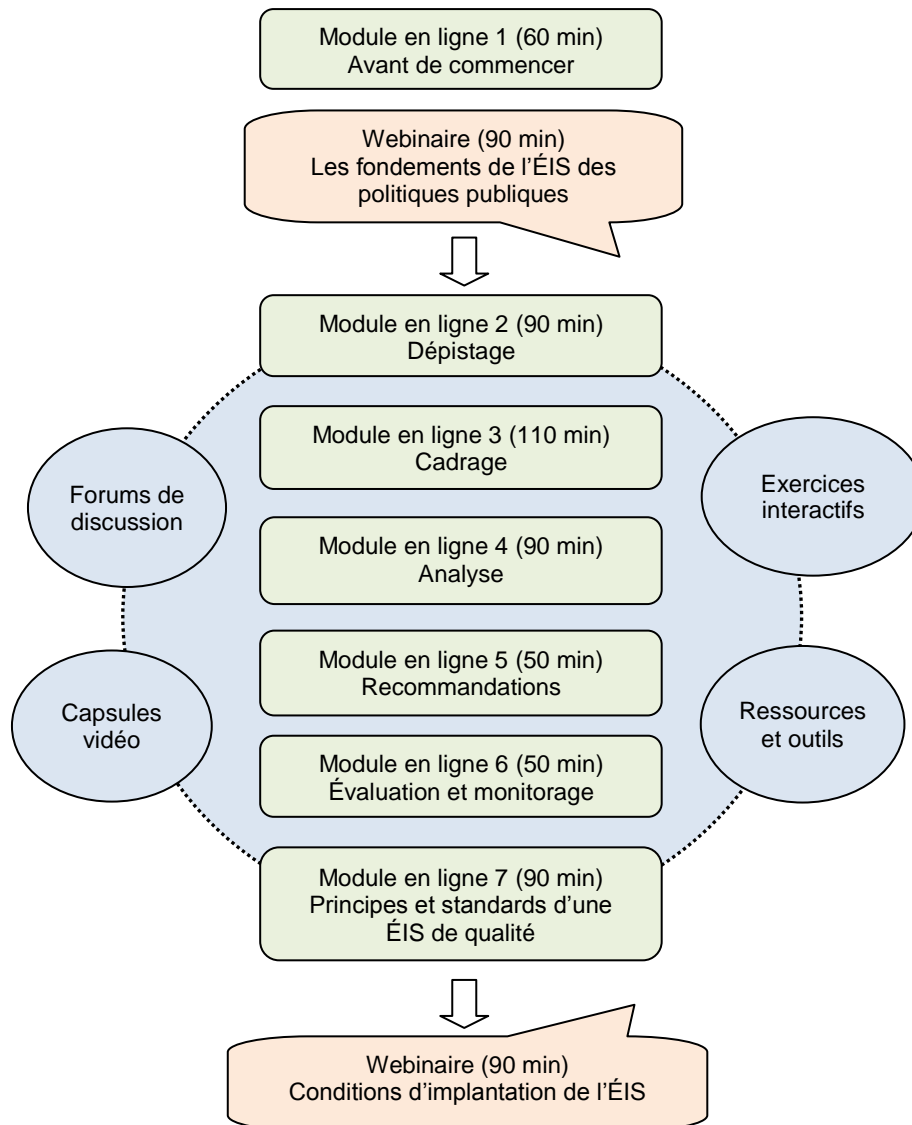 Module en ligne 1 (60 min)
Avant de commencer
Webinaire (90 min)
Les fondements de l'ÉIS des
politiques publiques
Module en ligne 2 (90 min)
Dépistage
Module en ligne 3 (110 min)
Cadrage
Forums de
discussion
Exercices
interactifs
Module en ligne 4 (90 min)
Analyse
Module en ligne 5 (50 min)
Recommandations
Capsules
vidéo
Ressources
et outils
Module en ligne 6 (50 min)
Évaluation et monitorage
Module en ligne 7 (90 min)
Principes et standards d'une
ÉIS de qualité
Webinaire (90 min)
Conditions d'implantation de l'ÉIS